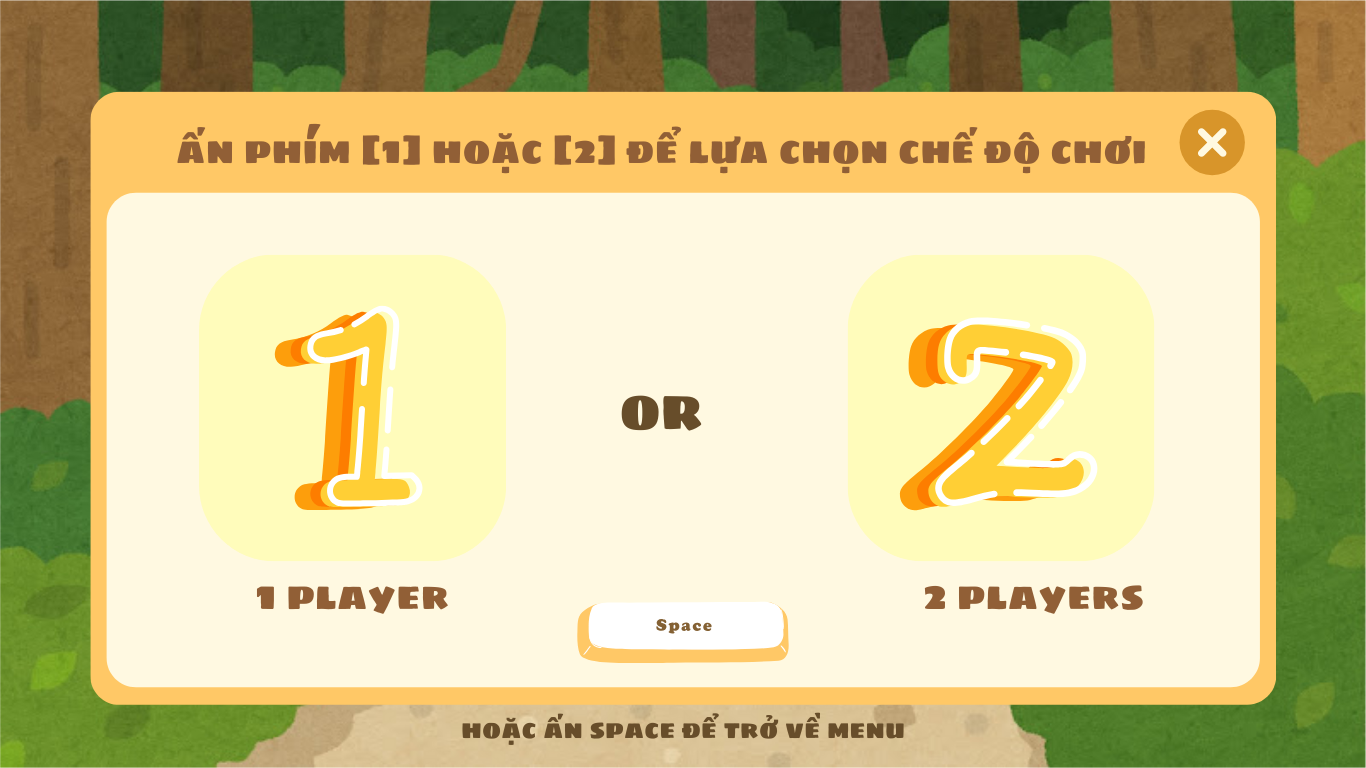 ẤN PHÍM [1] HOẶC [2] ĐỂ LỰA CHỌN CHẾ ĐỘ CHƠI
1
OR
2
1 PLAYER
2 PLAYERS
Space
HOẶC ẤN SPACE ĐỂ TRỞ VỀ MENU